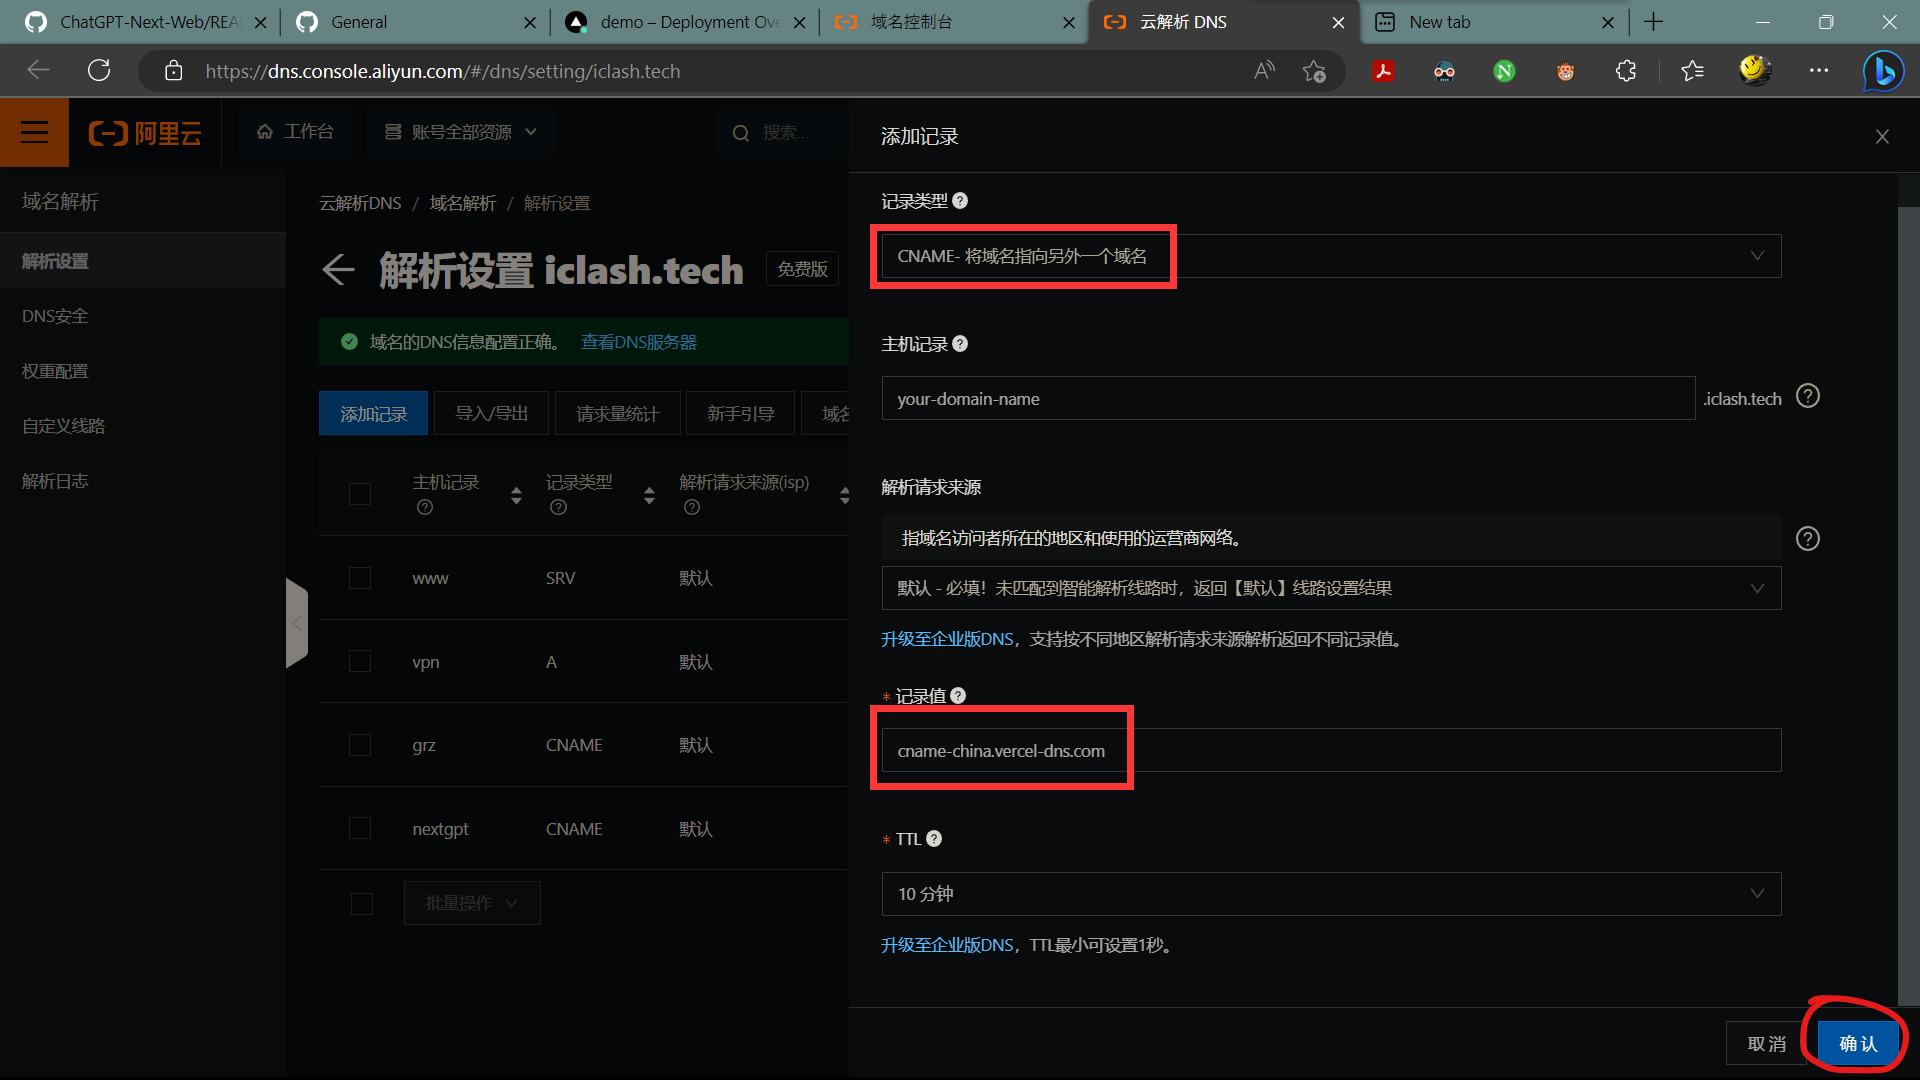 ChatGPT-Next-Web/REA
General
demo – Deployment Ove
域名控制台
云解析 DNS
New tab
https://dns.console.aliyun.com/#/dns/setting/iclash.tech
阿里云
工作台
账号全部资源
搜索...
域名解析
解析设置
DNS安全
权重配置
自定义线路
解析日志
云解析DNS / 域名解析 / 解析设置
解析设置 iclash.tech
免费版
域名的DNS信息配置正确。 查看DNS服务器
添加记录
导入/导出
请求量统计
新手引导
域名
主机记录
记录类型
解析请求来源(isp)
www SRV 默认
vpn A 默认
grz CNAME 默认
nextgpt CNAME 默认
批量操作
添加记录
记录类型
CNAME- 将域名指向另外一个域名
主机记录
your-domain-name
.iclash.tech
解析请求来源
指域名访问者所在的地区和使用的运营商网络。
默认 - 必填！未匹配到智能解析线路时，返回【默认】线路设置结果
升级至企业版DNS，支持按不同地区解析请求来源解析返回不同记录值。
* 记录值
cname-china.vercel-dns.com
* TTL
10 分钟
升级至企业版DNS，TTL最小可设置1秒。
取消
确认